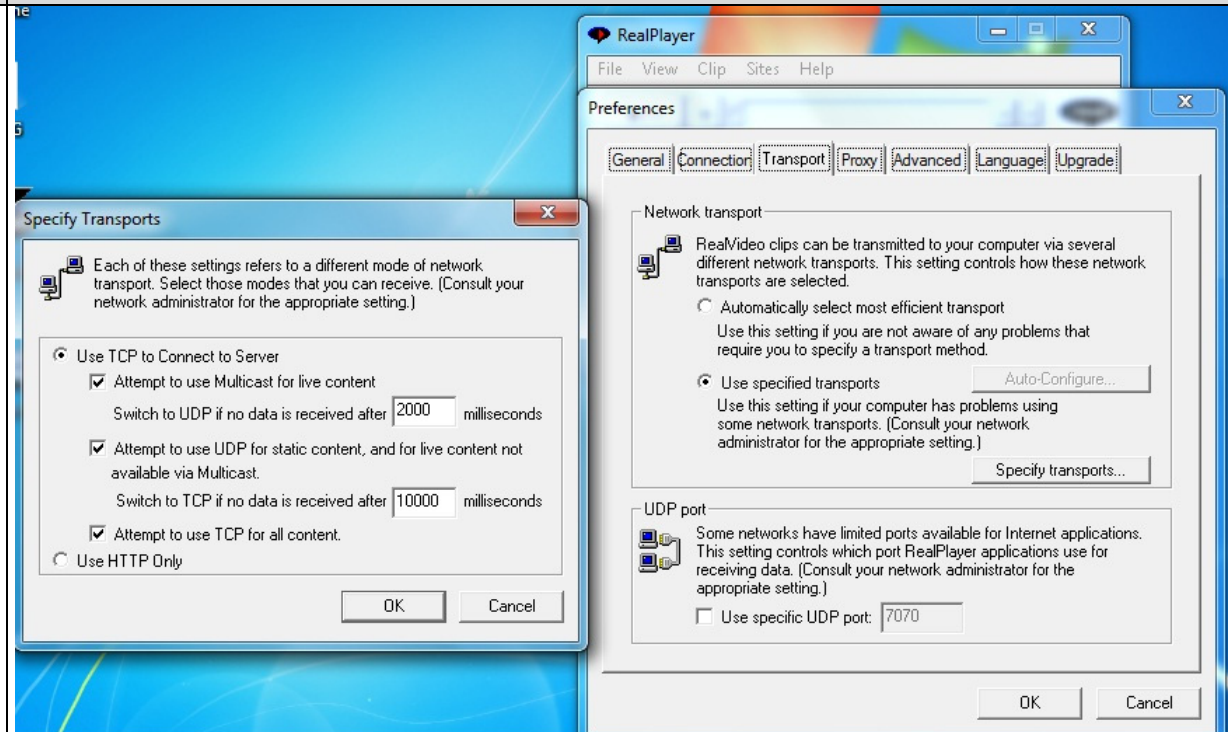 ne
G
RealPlayer
File View Clip Sites Help
Preferences
General Connection Transport Proxy Advanced Language Upgrade
Network transport
RealVideo clips can be transmitted to your computer via several
different network transports. This setting controls how these network
transports are selected.
Automatically select most efficient transport
Use this setting if you are not aware of any problems that
require you to specify a transport method.
Use specified transports
Auto-Configure...
Use this setting if your computer has problems using
some network transports. (Consult your network
administrator for the appropriate setting.)
Specify transports...
UDP port
Some networks have limited ports available for Internet applications.
This setting controls which port RealPlayer applications use for
receiving data. (Consult your network administrator for the
appropriate setting.)
Use specific UDP port: 7070
OK Cancel
Specify Transports
Each of these settings refers to a different mode of network
transport. Select those modes that you can receive. (Consult your
network administrator for the appropriate setting.)
Use TCP to Connect to Server
Attempt to use Multicast for live content
Switch to UDP if no data is received after 2000 milliseconds
Attempt to use UDP for static content, and for live content not
available via Multicast.
Switch to TCP if no data is received after 10000 milliseconds
Attempt to use TCP for all content.
Use HTTP Only
OK Cancel